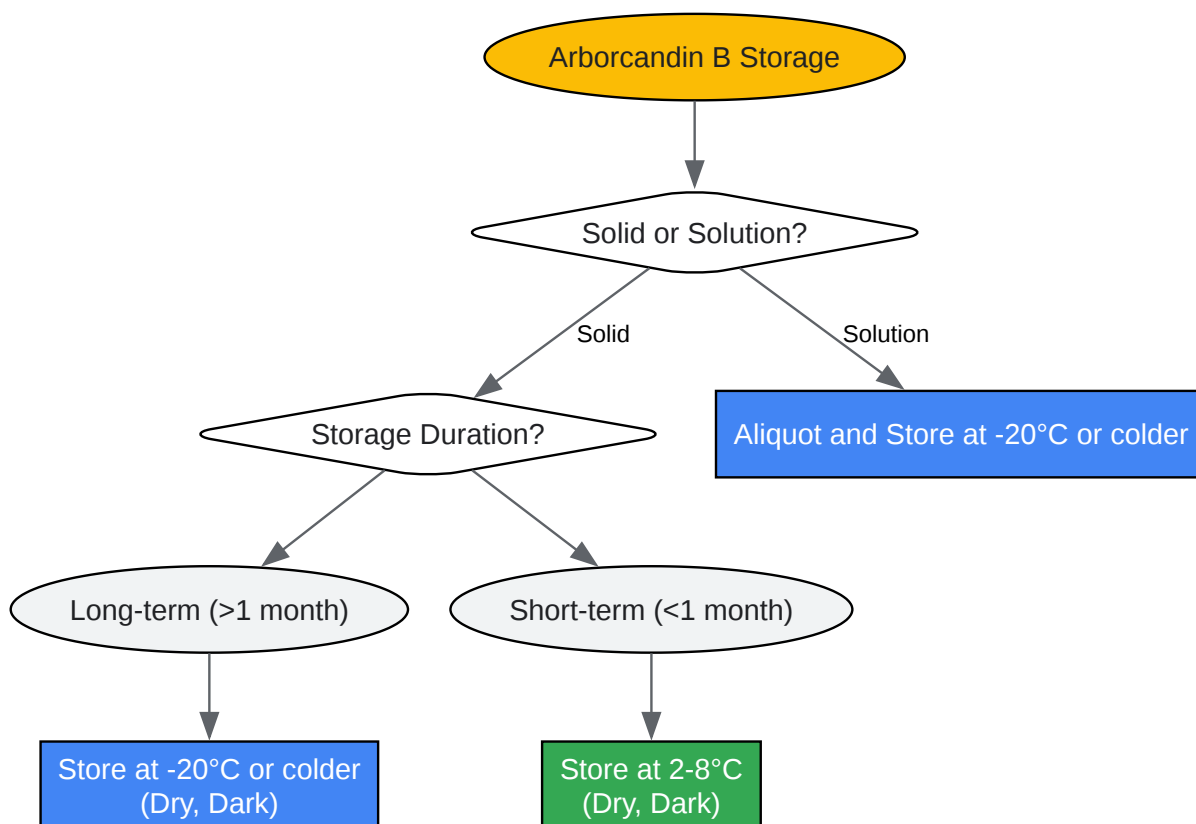 Arborcandin B Storage
Solid or Solution?
Solid
Solution
Storage Duration?
Aliquot and Store at -20°C or colder
Long-term (>1 month)
Short-term (<1 month)
Store at -20°C or colder
(Dry, Dark)
Store at 2-8°C
(Dry, Dark)